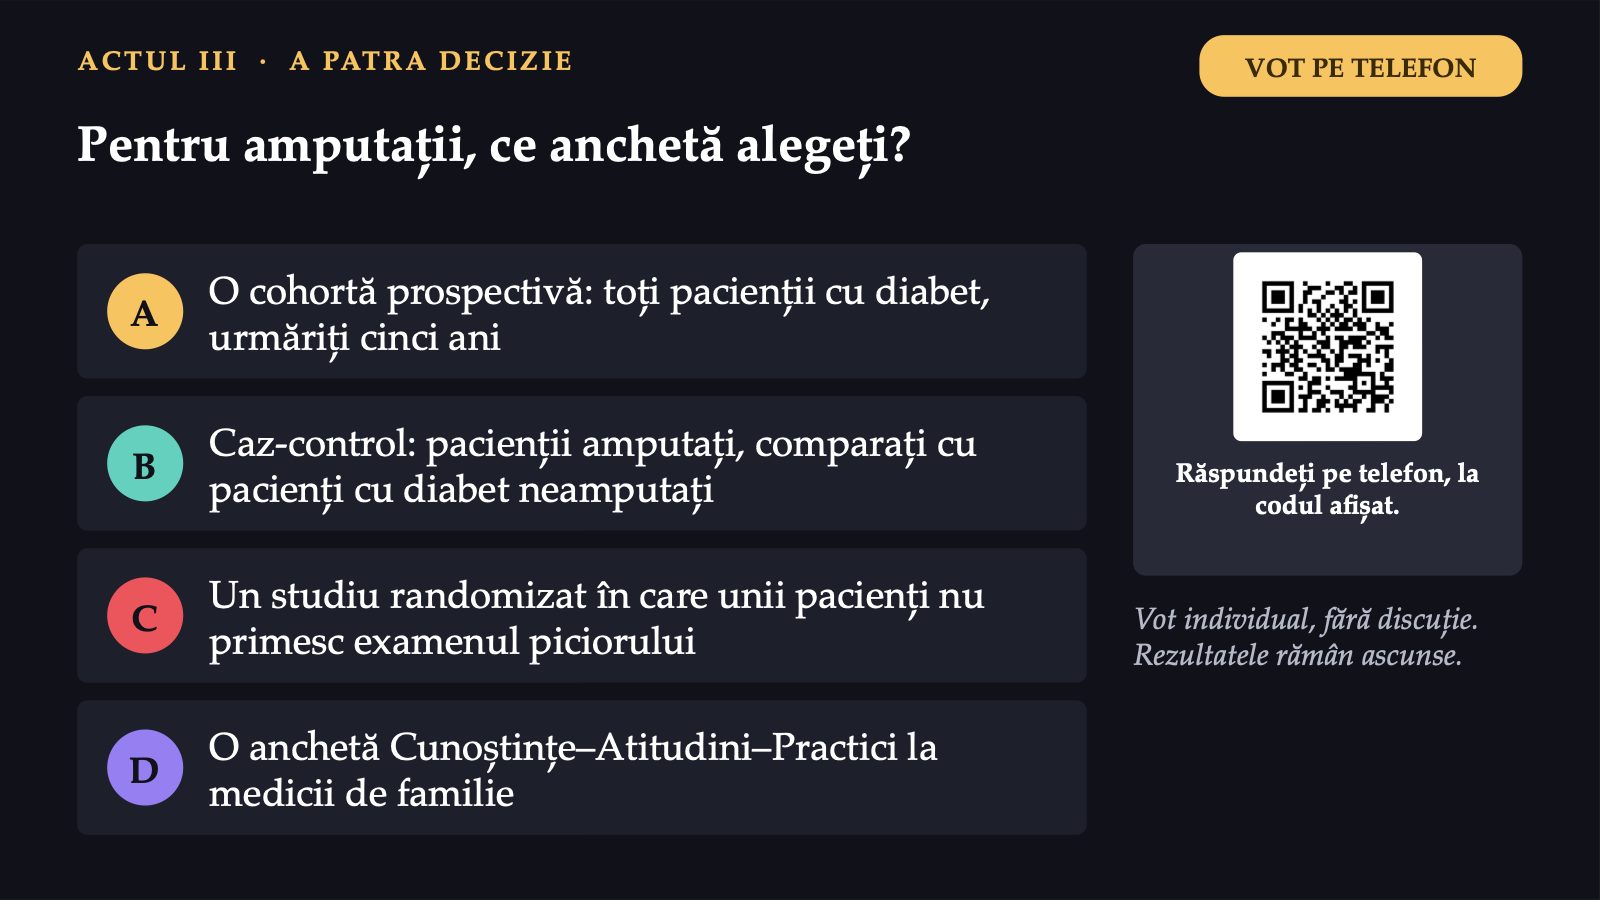 ACTUL III · A PATRA DECIZIE
VOT PE TELEFON
Pentru amputații, ce anchetă alegeți?
A
O cohortă prospectivă: toți pacienții cu diabet,
urmăriți cinci ani
B
Caz-control: pacienții amputați, comparați cu
pacienți cu diabet neamputați
C
Un studiu randomizat în care unii pacienți nu
primesc examenul piciorului
D
O anchetă Cunoștințe–Atitudini–Practici la
medicii de familie
Răspundeți pe telefon, la
codul afișat.
Vot individual, fără discuție.
Rezultatele rămân ascunse.